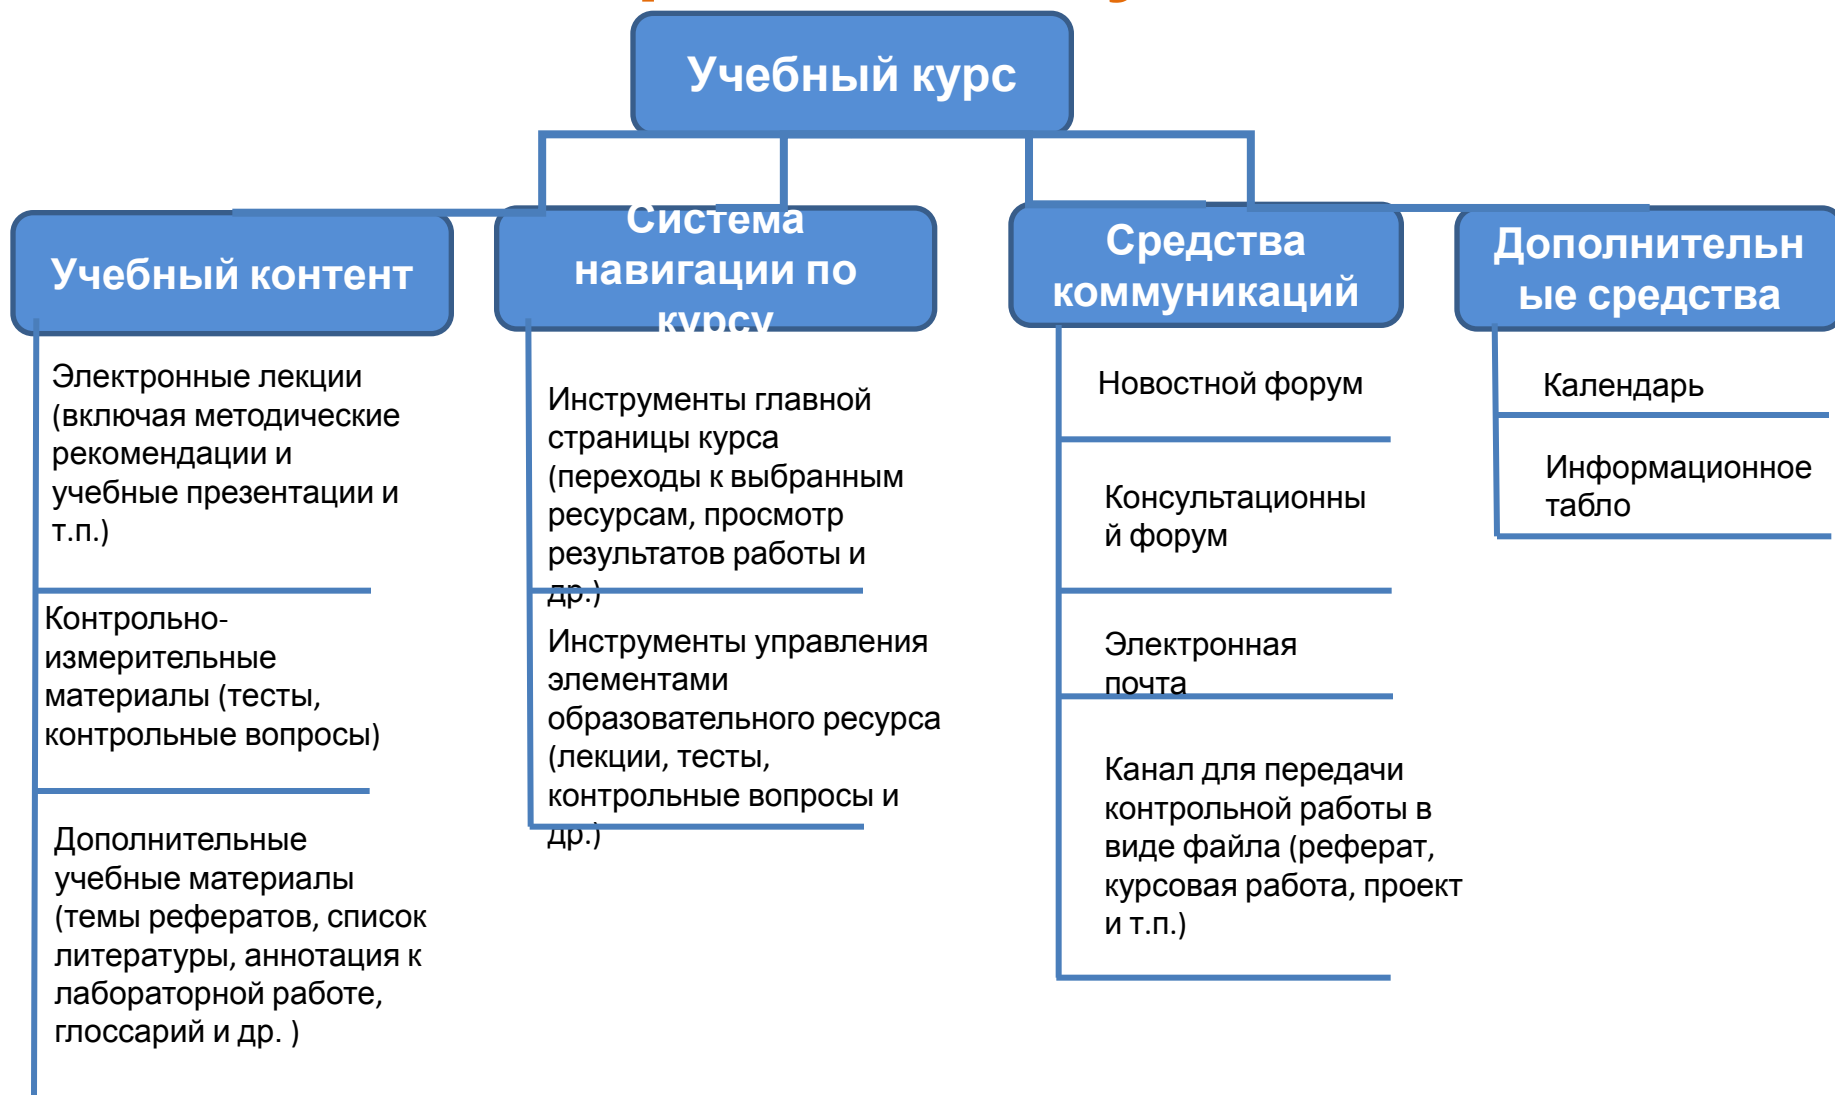 Учебный курс
Учебный контент
Электронные лекции
(включая методические
рекомендации и
учебные презентации и
т.п.)
Контрольно-
измерительные
материалы (тесты,
контрольные вопросы)
Дополнительные
учебные материалы
(темы рефератов, список
литературы, аннотация к
лабораторной работе,
глоссарий и др. )
Система
навигации по
курсу
Инструменты главной
страницы курса
(переходы к выбранным
ресурсам, просмотр
результатов работы и
др.)
Инструменты управления
элементами
образовательного ресурса
(лекции, тесты,
контрольные вопросы и
др.)
Средства
коммуникаций
Новостной форум
Консультационны
й форум
Электронная
почта
Канал для передачи
контрольной работы в
виде файла (реферат,
курсовая работа, проект
и т.п.)
Дополнительн
ые средства
Календарь
Информационное
табло